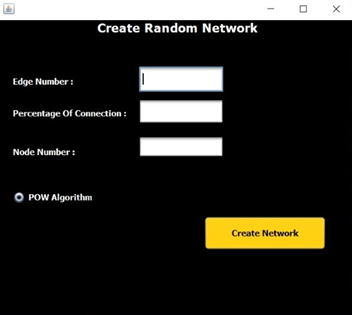 Create Random Network
Edge Number :
Percentage Of Connection :
Node Number :
POW Algorithm
Create Network